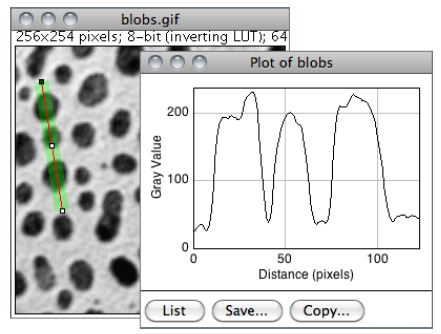 blobs.gif
256x254 pixels; 8-bit (inverting LUT); 64
Plot of blobs
200
100
0
Gray Value
0 50 100
Distance (pixels)
List Save... Copy...